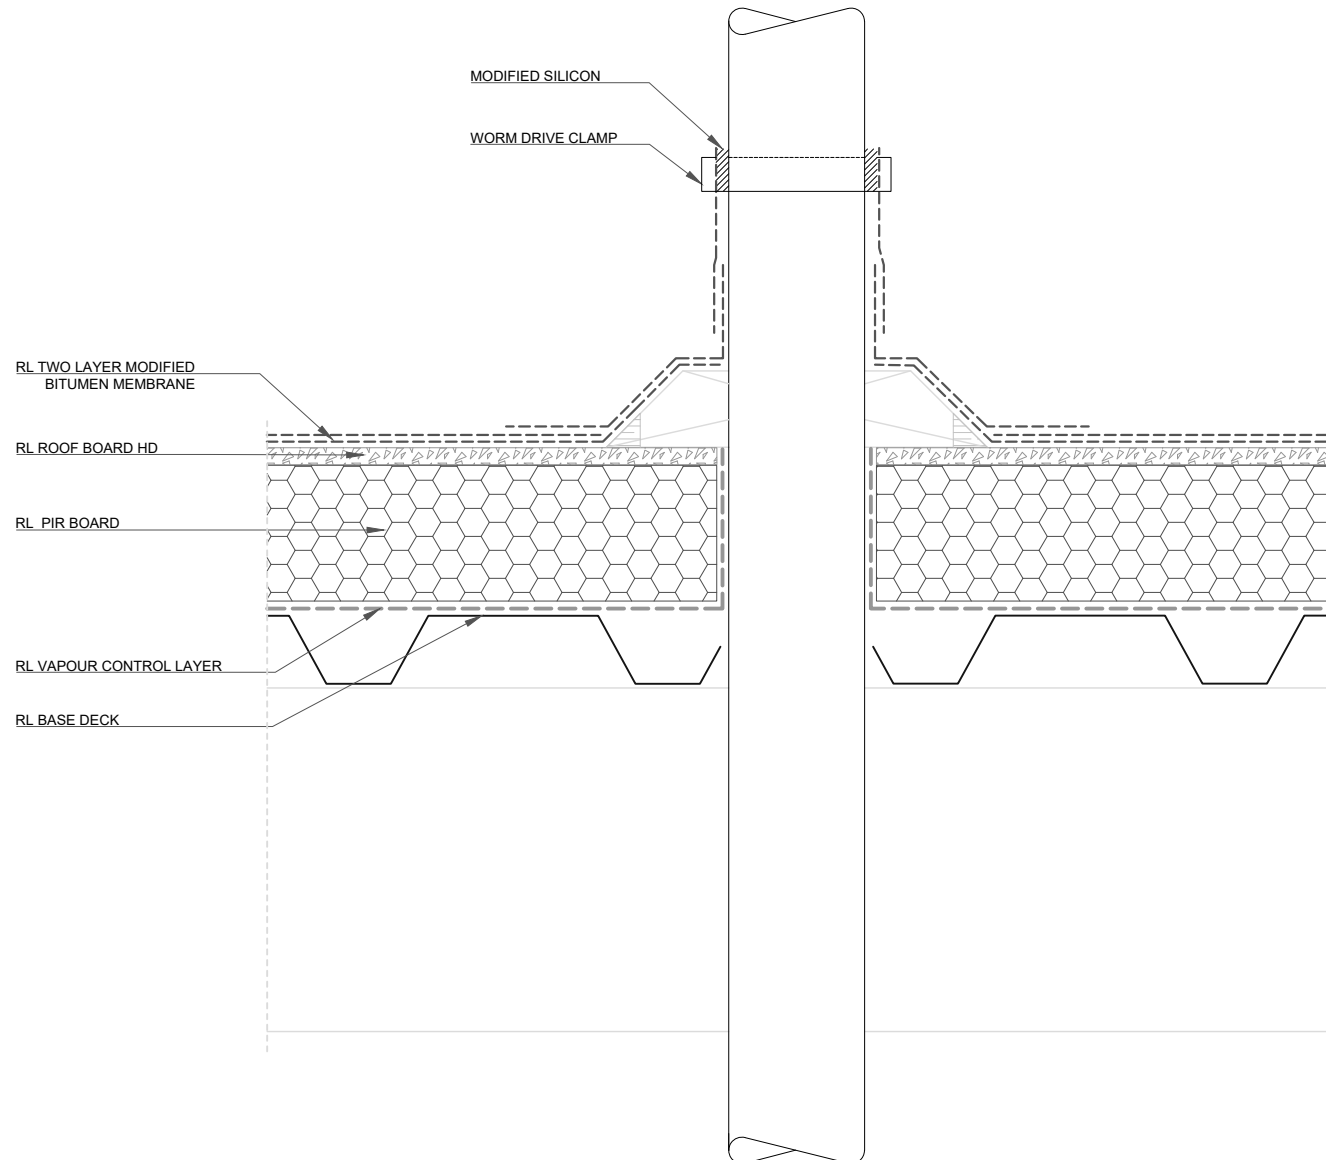 MODIFIED SILICON
WORM DRIVE CLAMP
RL TWO LAYER MODIFIED
BITUMEN MEMBRANE
RL ROOF BOARD HD
RL  PIR BOARD
RL VAPOUR CONTROL LAYER
RL BASE DECK